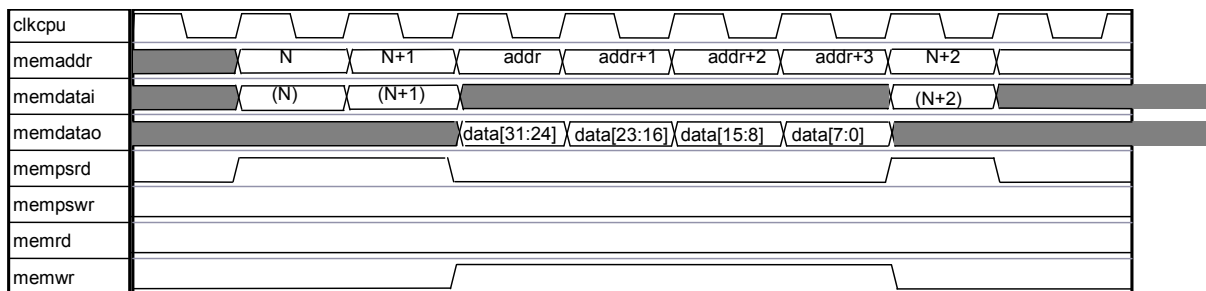 clkcpu
memaddr N N+1 addr addr+1 addr+2 addr+3 N+2
memdatai (N) (N+1) (N+2)
memdatao data[31:24] data[23:16] data[15:8] data[7:0]
mempsrd
mempswr
memrd
memwr